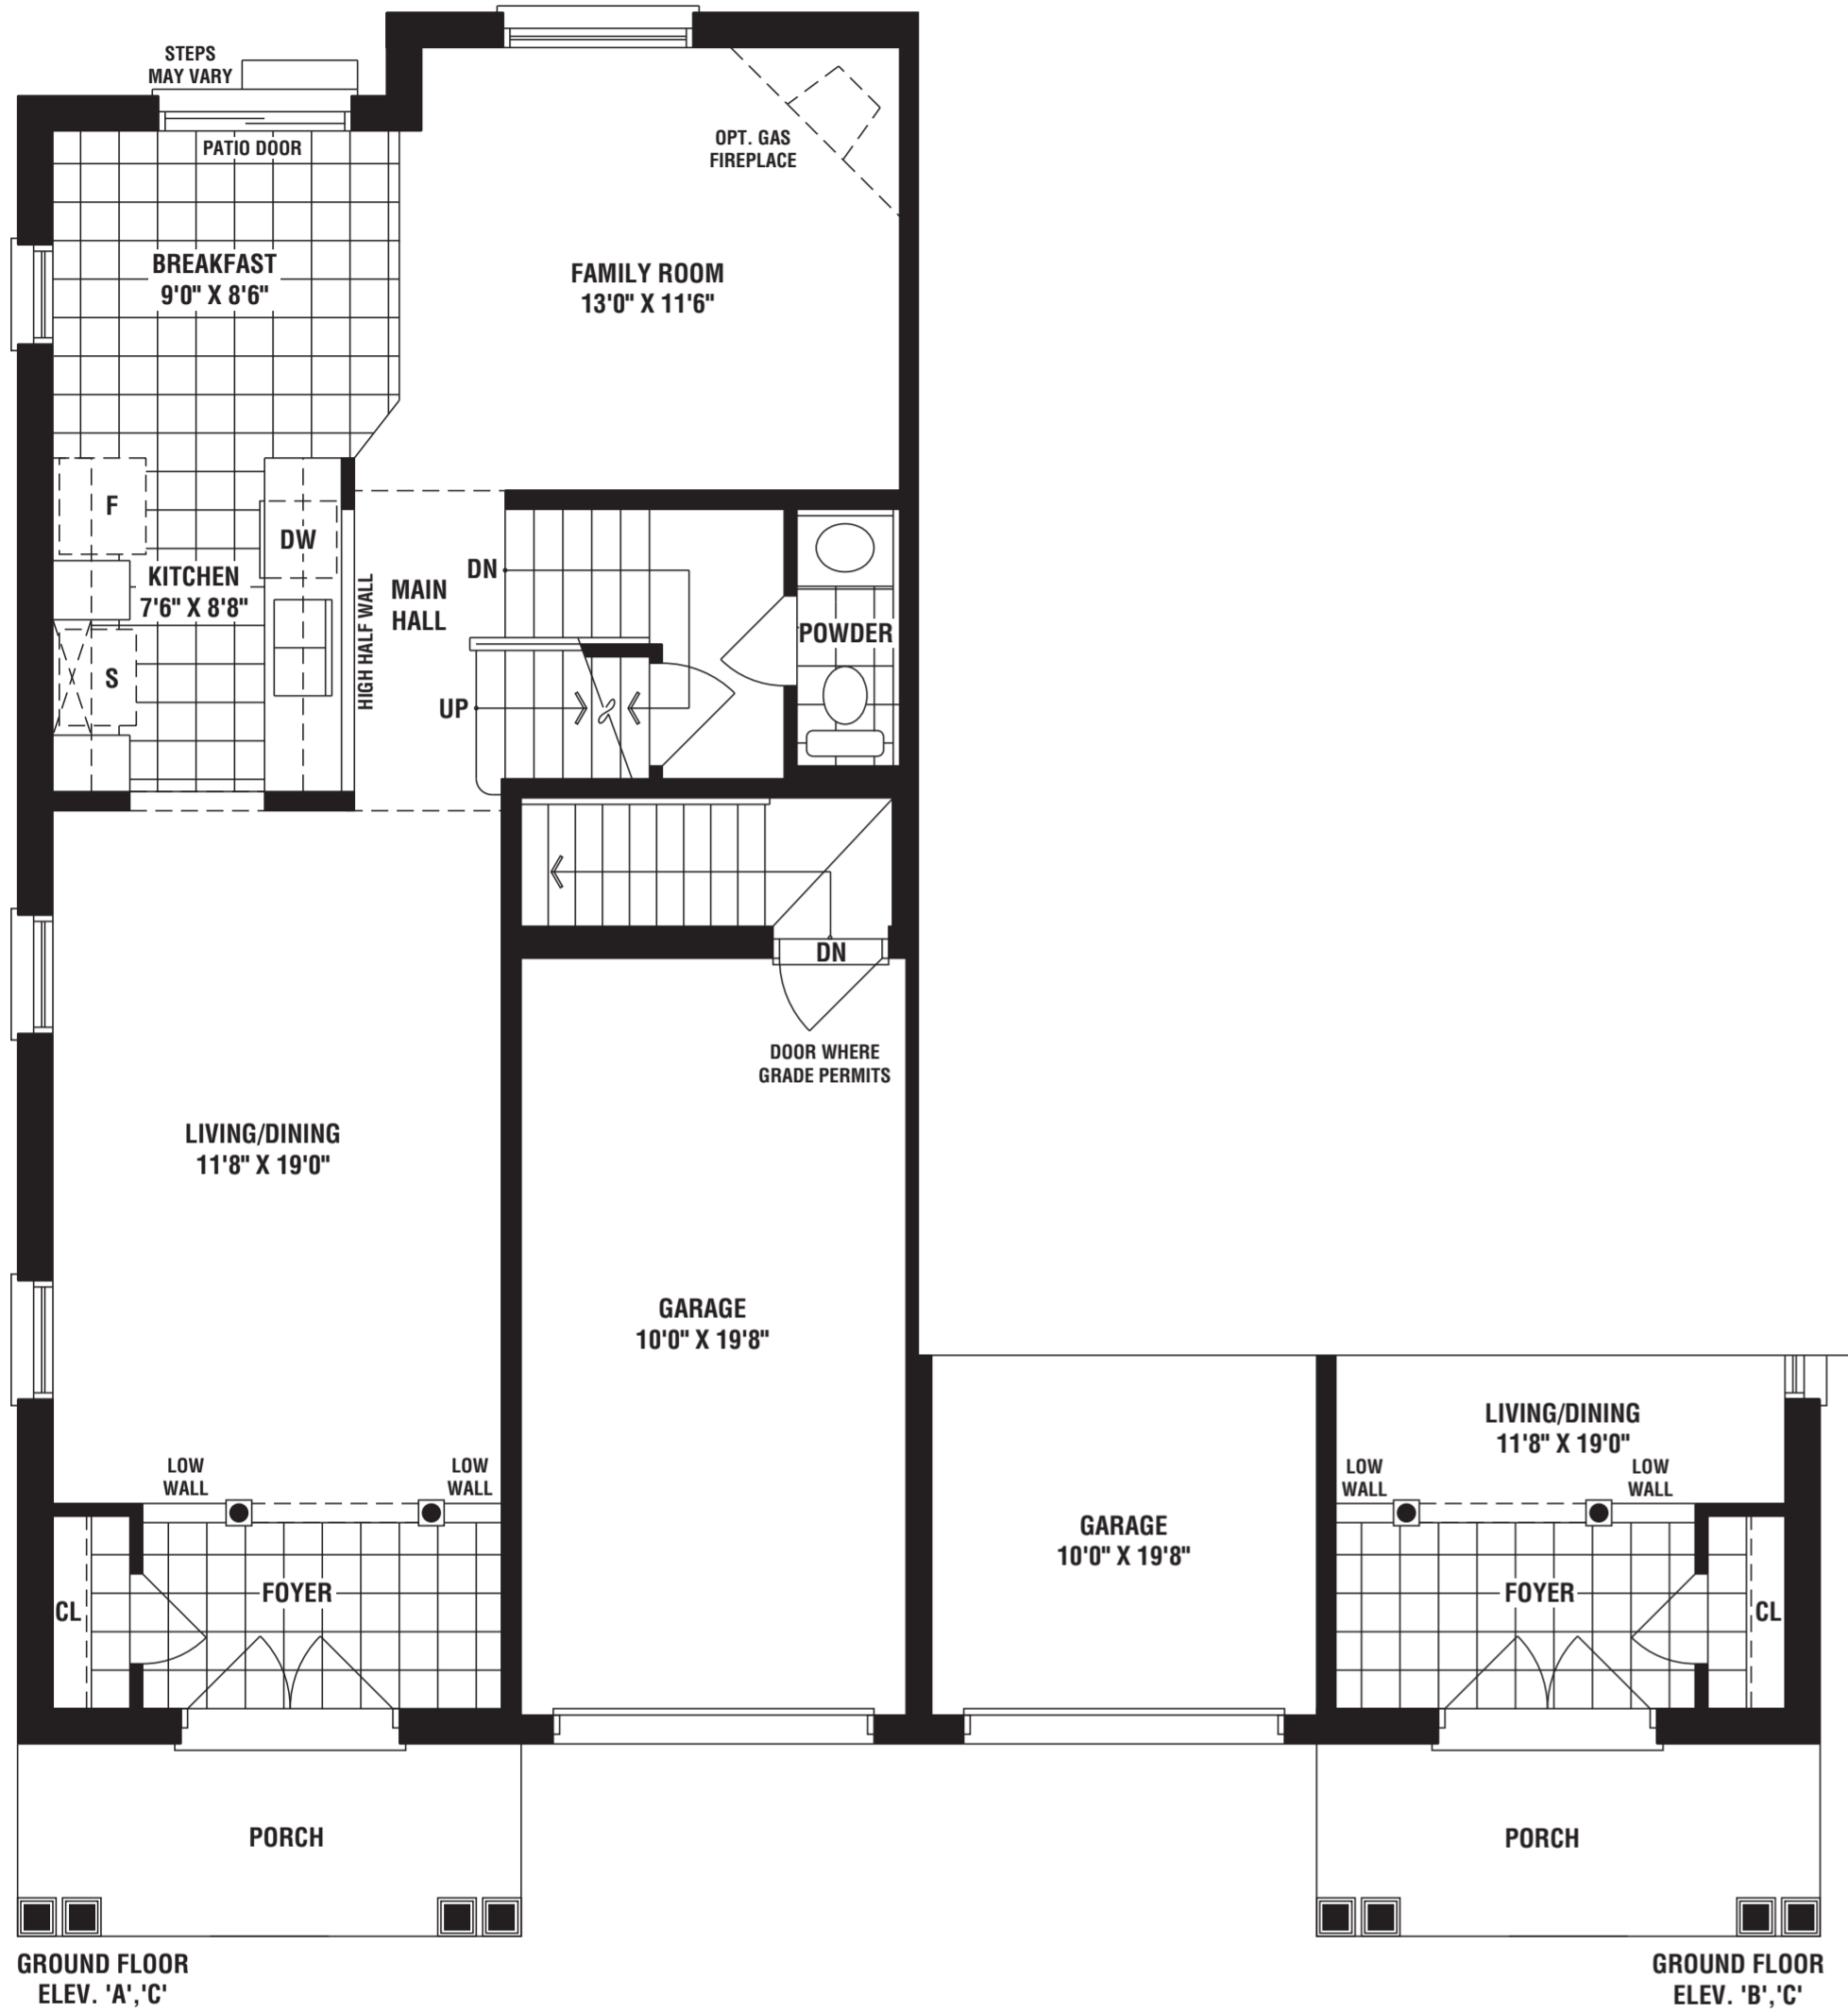 STEPS
MAY VARY
PATIO DOOR
OPT. GAS
FIREPLACE
BREAKFAST
9'0" X 8'6"
FAMILY ROOM
13'0" X 11'6"
F
DW
KITCHEN
7'6" X 8'8"
S
HIGH HALF WALL
MAIN
HALL
DN
UP
POWDER
DN
DOOR WHERE
GRADE PERMITS
LIVING/DINING
11'8" X 19'0"
GARAGE
10'0" X 19'8"
LOW
WALL
LOW
WALL
CL
FOYER
PORCH
GROUND FLOOR
ELEV. 'A','C'
GARAGE
10'0" X 19'8"
LIVING/DINING
11'8" X 19'0"
LOW
WALL
LOW
WALL
FOYER
CL
PORCH
GROUND FLOOR
ELEV. 'B','C'